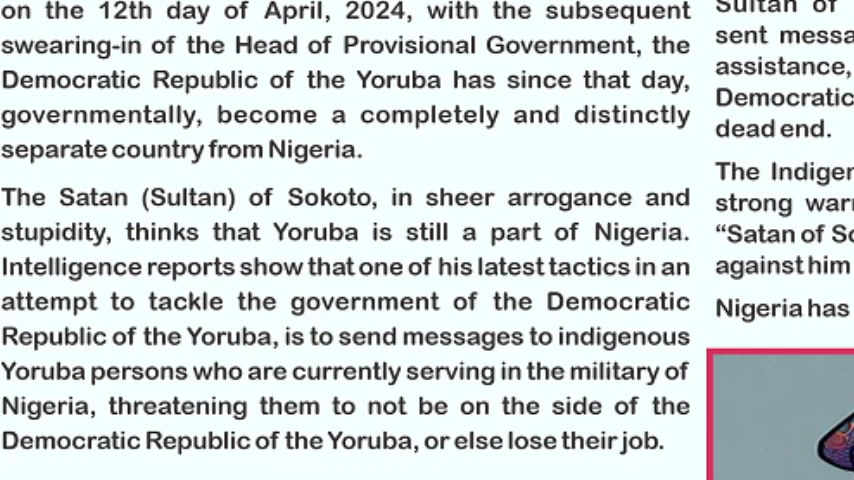 on the 12th day of April, 2024, with the subsequent
swearing-in of the Head of Provisional Government, the
Democratic Republic of the Yoruba has since that day,
governmentally, become a completely and distinctly
separate country from Nigeria.
The Satan (Sultan) of Sokoto, in sheer arrogance and
stupidity, thinks that Yoruba is still a part of Nigeria.
Intelligence reports show that one of his latest tactics in an
attempt to tackle the government of the Democratic
Republic of the Yoruba, is to send messages to indigenous
Yoruba persons who are currently serving in the military of
Nigeria, threatening them to not be on the side of the
Democratic Republic of the Yoruba, or else lose their job.
Sultan of
sent messa
assistance,
Democratic
dead end.
The Indigen
strong warn
“Satan of So
against him
Nigeria has